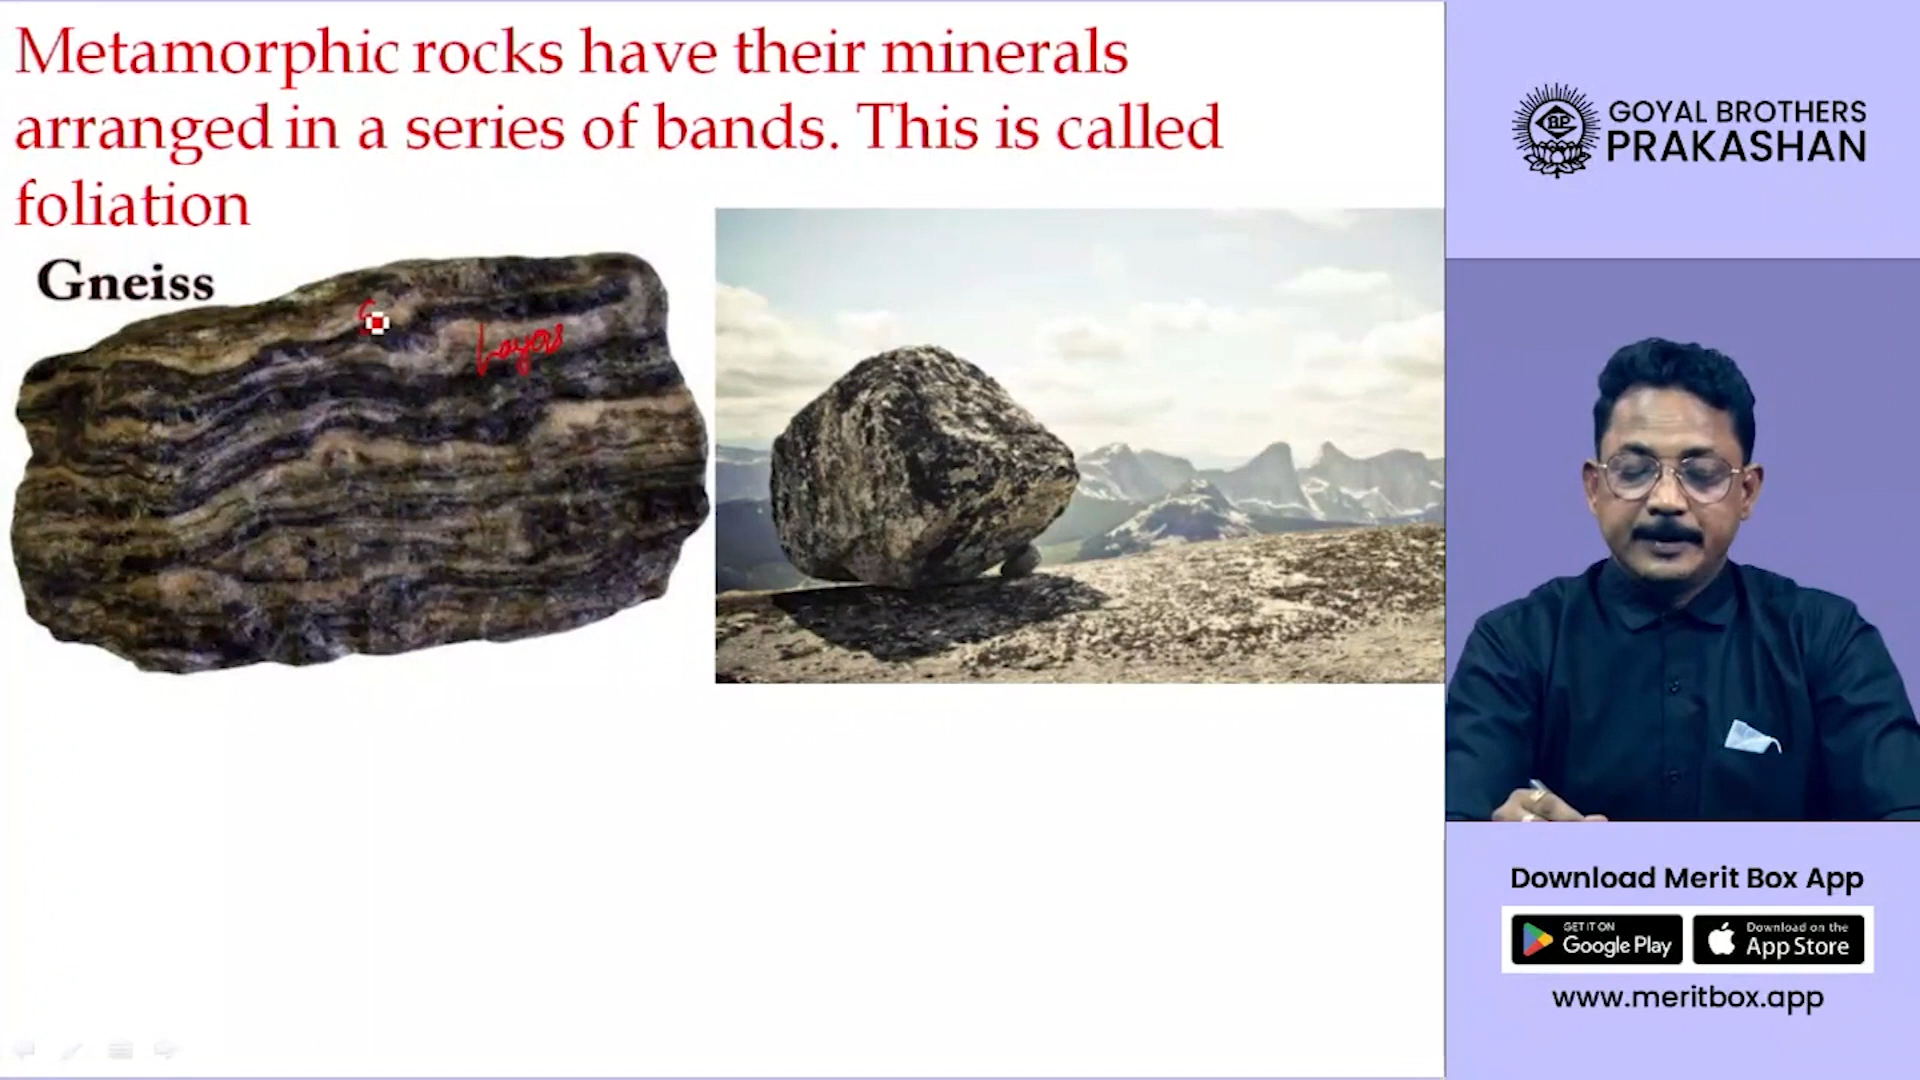 Metamorphic rocks have their minerals
arranged in a series of bands. This is called
foliation
Gneiss
Layers
GOYAL BROTHERS
PRAKASHAN
GBP
Download Merit Box App
GET IT ON
Google Play
Download on the
App Store
www.meritbox.app